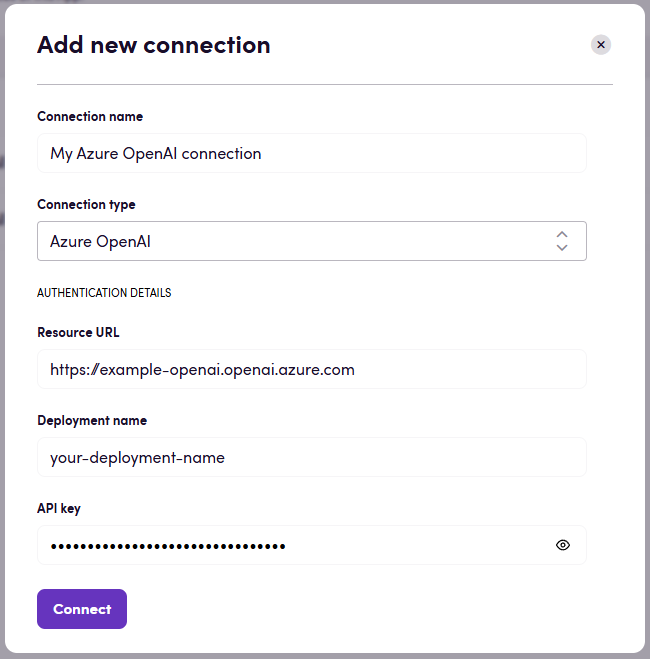 Add new connection
Connection name
My Azure OpenAI connection
Connection type
Azure OpenAI
AUTHENTICATION DETAILS
Resource URL
https://example-openai.openai.azure.com
Deployment name
your-deployment-name
API key
••••••••••••••••••••••••••••••••
Connect